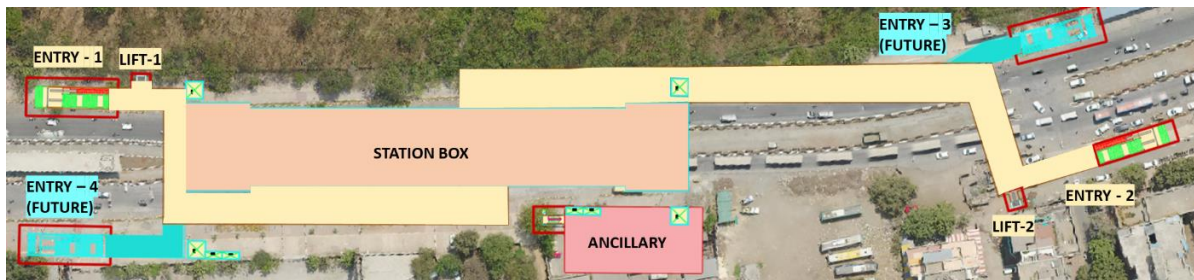 ENTRY - 1
LIFT-1
ENTRY – 3
(FUTURE)
STATION BOX
ENTRY – 4
(FUTURE)
ANCILLARY
LIFT-2
ENTRY - 2